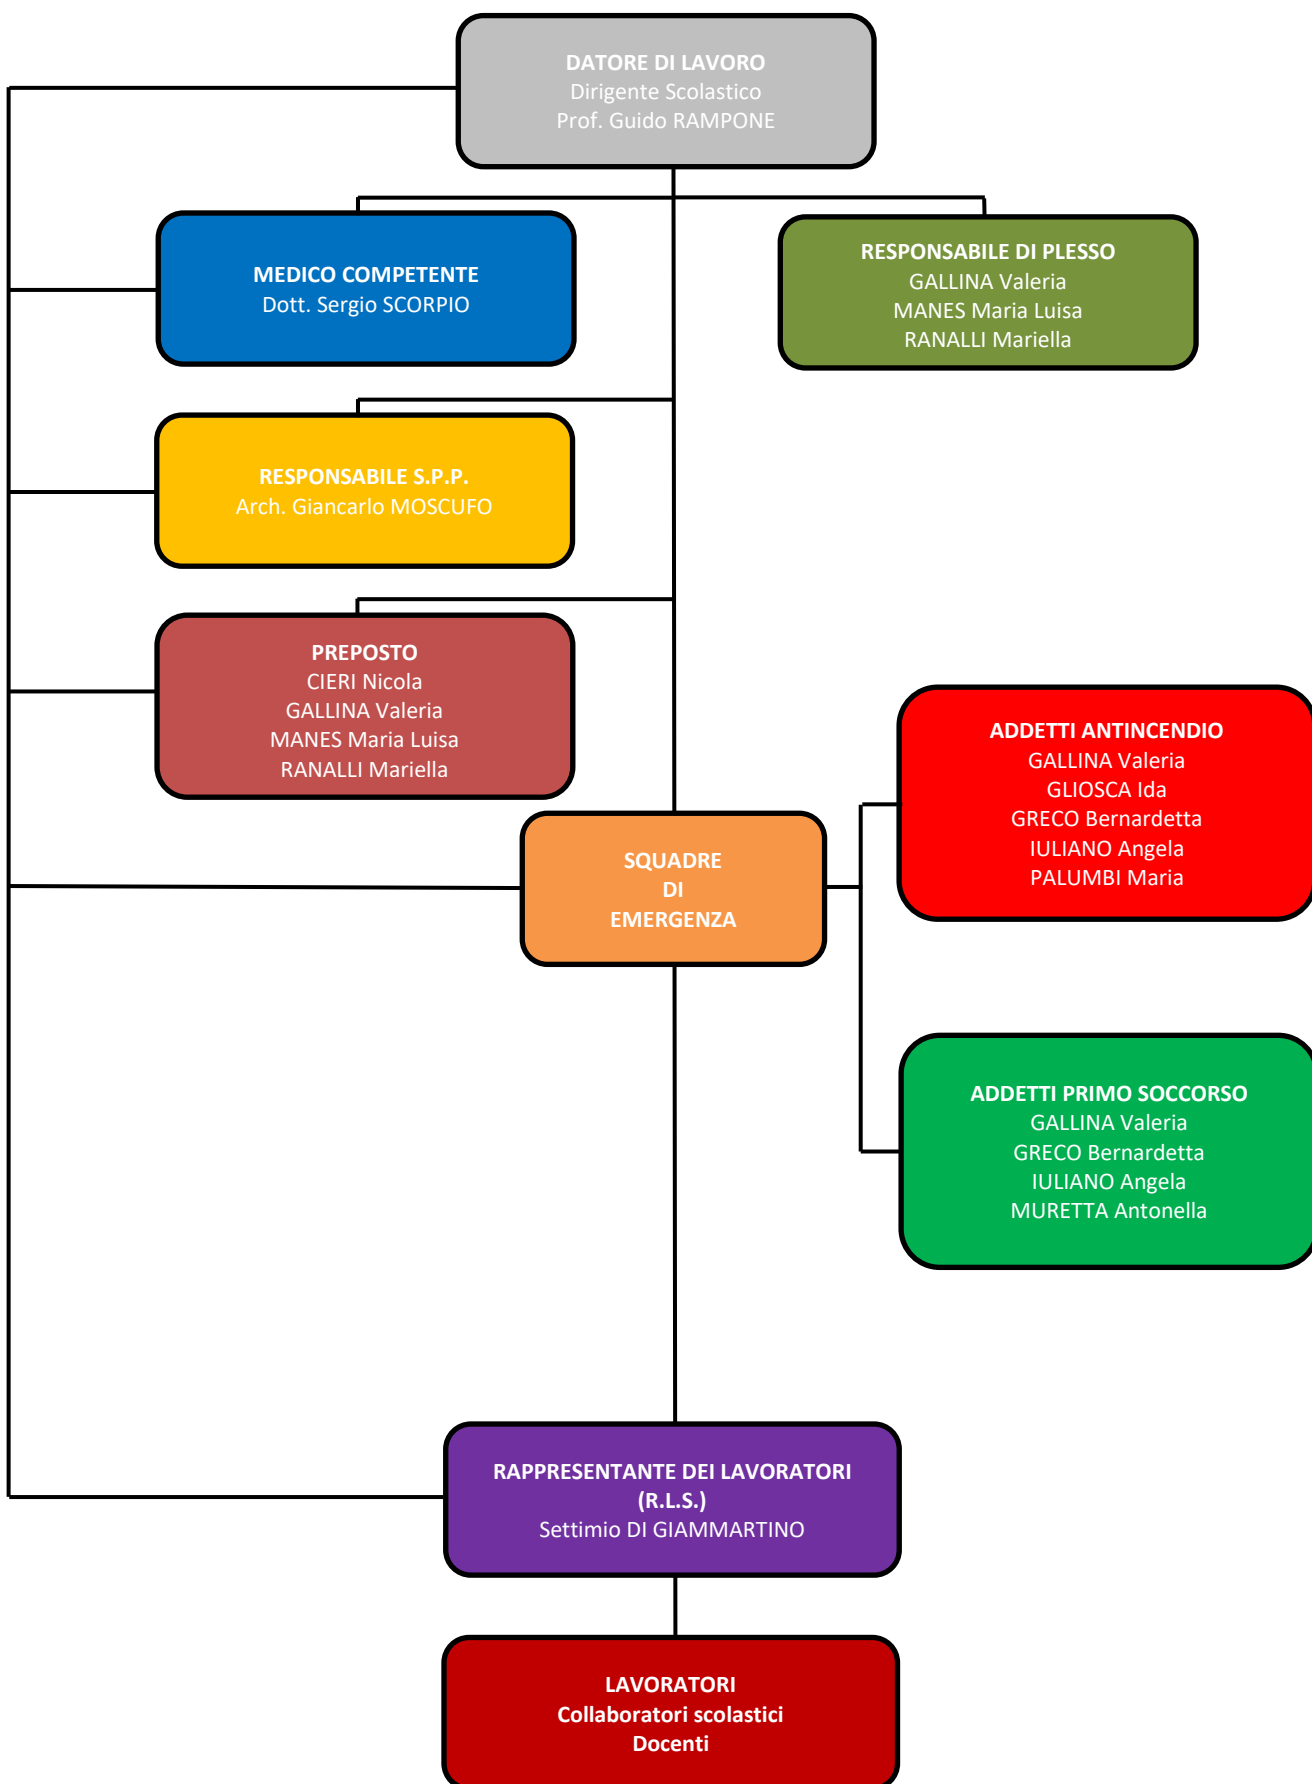 DATORE DI LAVORO
Dirigente Scolastico
Prof. Guido RAMPONE
MEDICO COMPETENTE
Dott. Sergio SCORPIO
RESPONSABILE DI PLESSO
GALLINA Valeria
MANES Maria Luisa
RANALLI Mariella
RESPONSABILE S.P.P.
Arch. Giancarlo MOSCUFO
PREPOSTO
CIERI Nicola
GALLINA Valeria
MANES Maria Luisa
RANALLI Mariella
ADDETTI ANTINCENDIO
GALLINA Valeria
GLIOSCA Ida
GRECO Bernardetta
IULIANO Angela
PALUMBI Maria
SQUADRE
DI
EMERGENZA
ADDETTI PRIMO SOCCORSO
GALLINA Valeria
GRECO Bernardetta
IULIANO Angela
MURETTA Antonella
RAPPRESENTANTE DEI LAVORATORI
(R.L.S.)
Settimio DI GIAMMARTINO
LAVORATORI
Collaboratori scolastici
Docenti